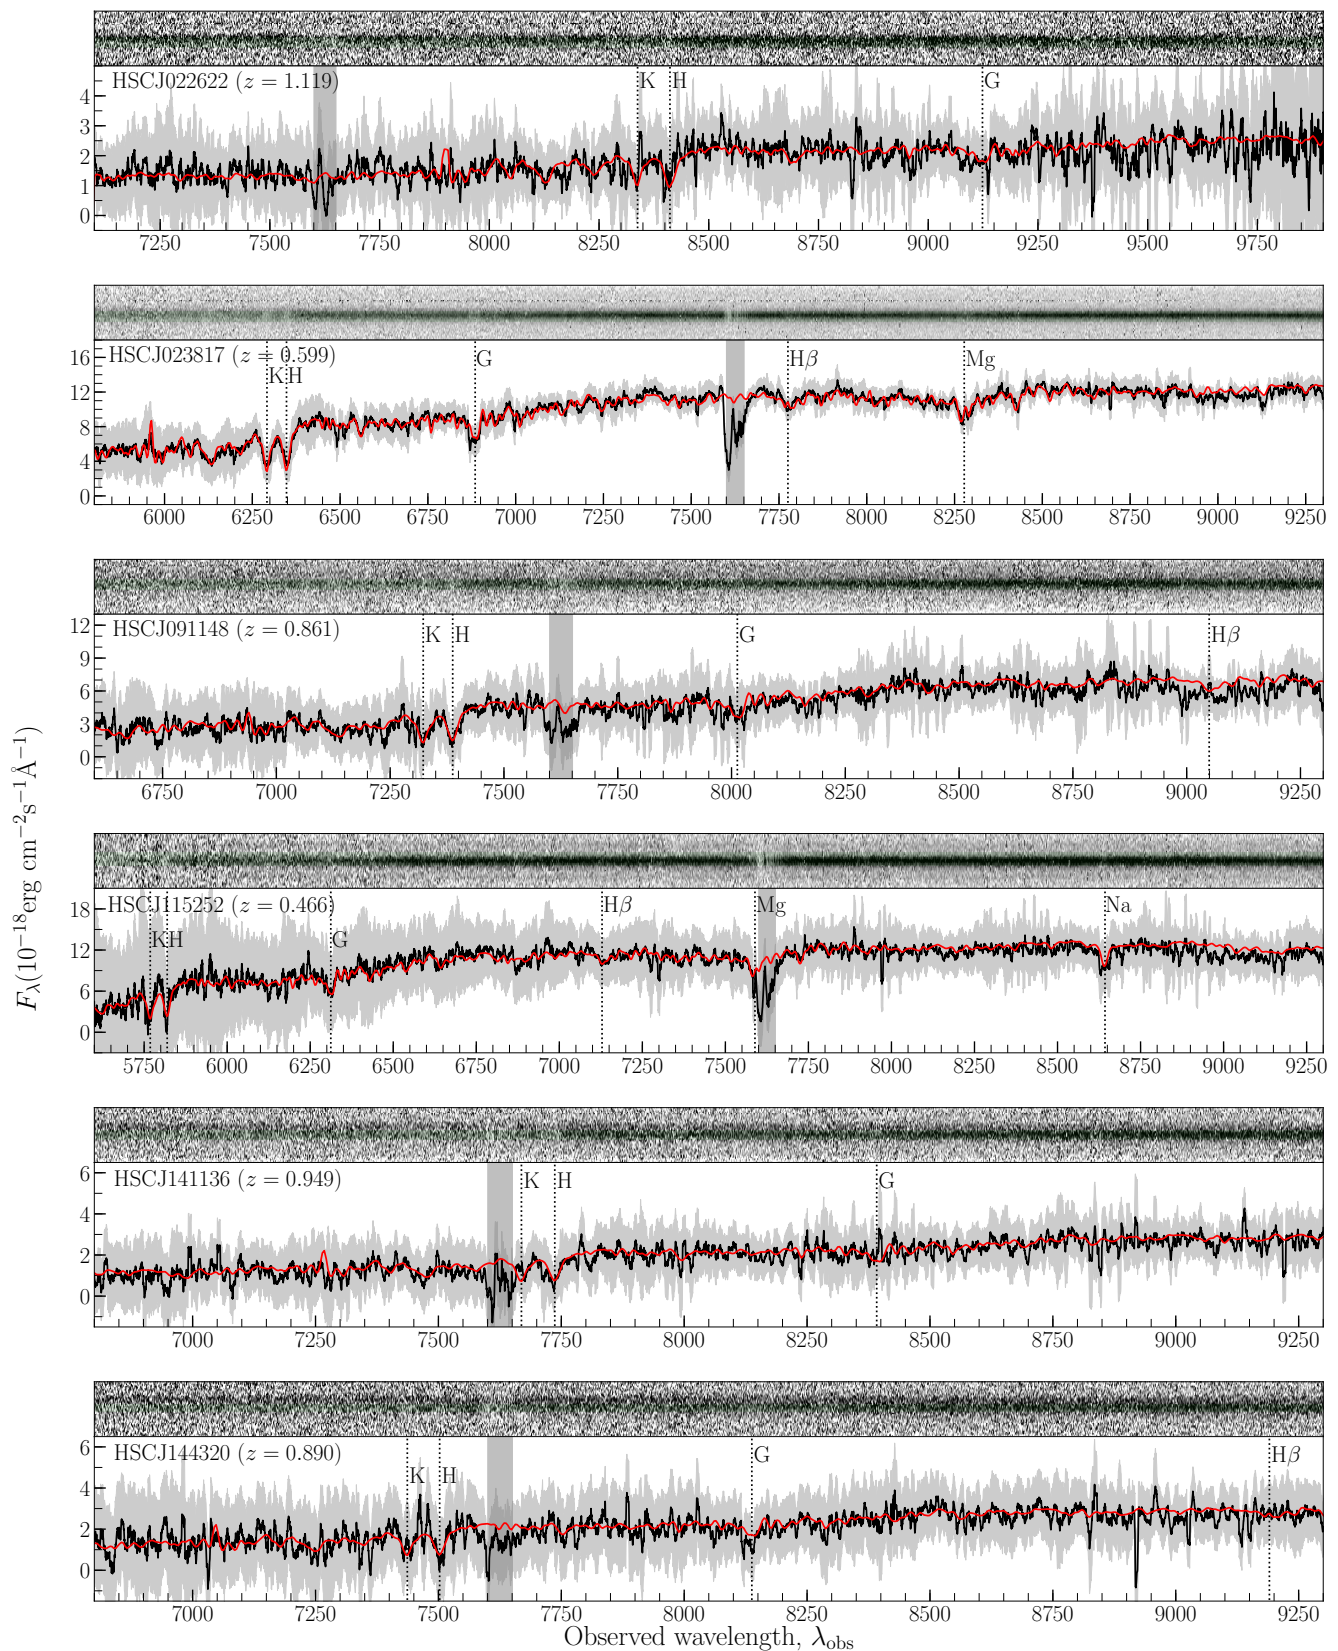 HSCJ022622 (z = 1.119)
K H G
4
3
2
1
0
7250 7500 7750 8000 8250 8500 8750 9000 9250 9500 9750
HSCJ023817 (z = 0.599)
K H G Hβ Mg
16
12
8
4
0
6000 6250 6500 6750 7000 7250 7500 7750 8000 8250 8500 8750 9000 9250
HSCJ091148 (z = 0.861)
K H G Hβ
12
9
6
3
0
6750 7000 7250 7500 7750 8000 8250 8500 8750 9000 9250
Fλ(10−18erg cm−2s−1Å−1)
HSCJ115252 (z = 0.466)
K H G Hβ Mg Na
18
12
6
0
5750 6000 6250 6500 6750 7000 7250 7500 7750 8000 8250 8500 8750 9000 9250
HSCJ141136 (z = 0.949)
K H G
6
4
2
0
7000 7250 7500 7750 8000 8250 8500 8750 9000 9250
HSCJ144320 (z = 0.890)
K H G Hβ
6
4
2
0
7000 7250 7500 7750 8000 8250 8500 8750 9000 9250
Observed wavelength, λobs